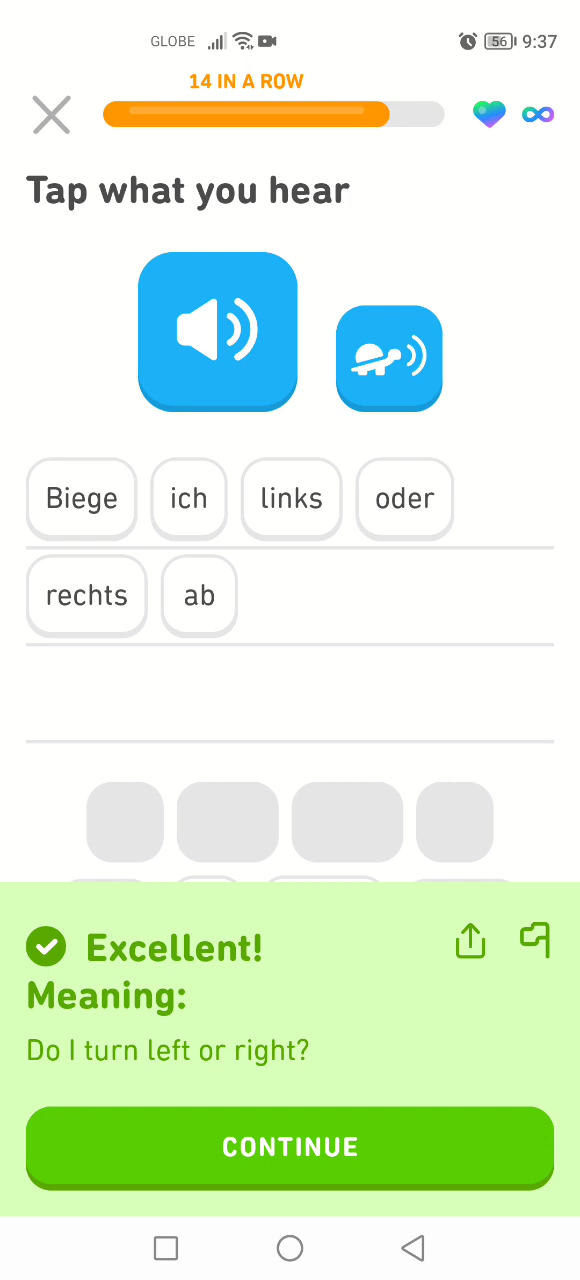 GLOBE 56 9:37
14 IN A ROW
Tap what you hear
Biege ich links oder
rechts ab
Excellent!
Meaning:
Do I turn left or right?
CONTINUE